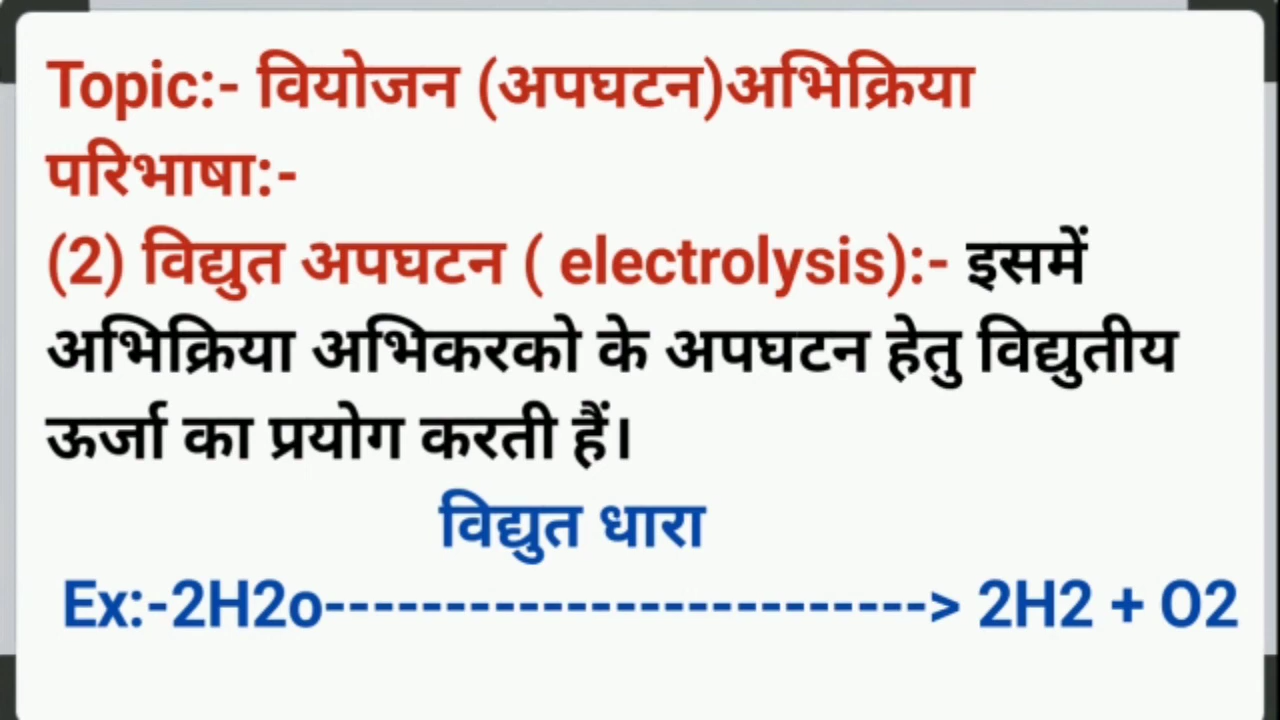 Topic:- वियोजन (अपघटन)अभिक्रिया
परिभाषा:-
(2) विद्युत अपघटन ( electrolysis):- इसमें
अभिक्रिया अभिकरको के अपघटन हेतु विद्युतीय
ऊर्जा का प्रयोग करती हैं।
विद्युत धारा
Ex:-2H2o--------------------------> 2H2 + O2